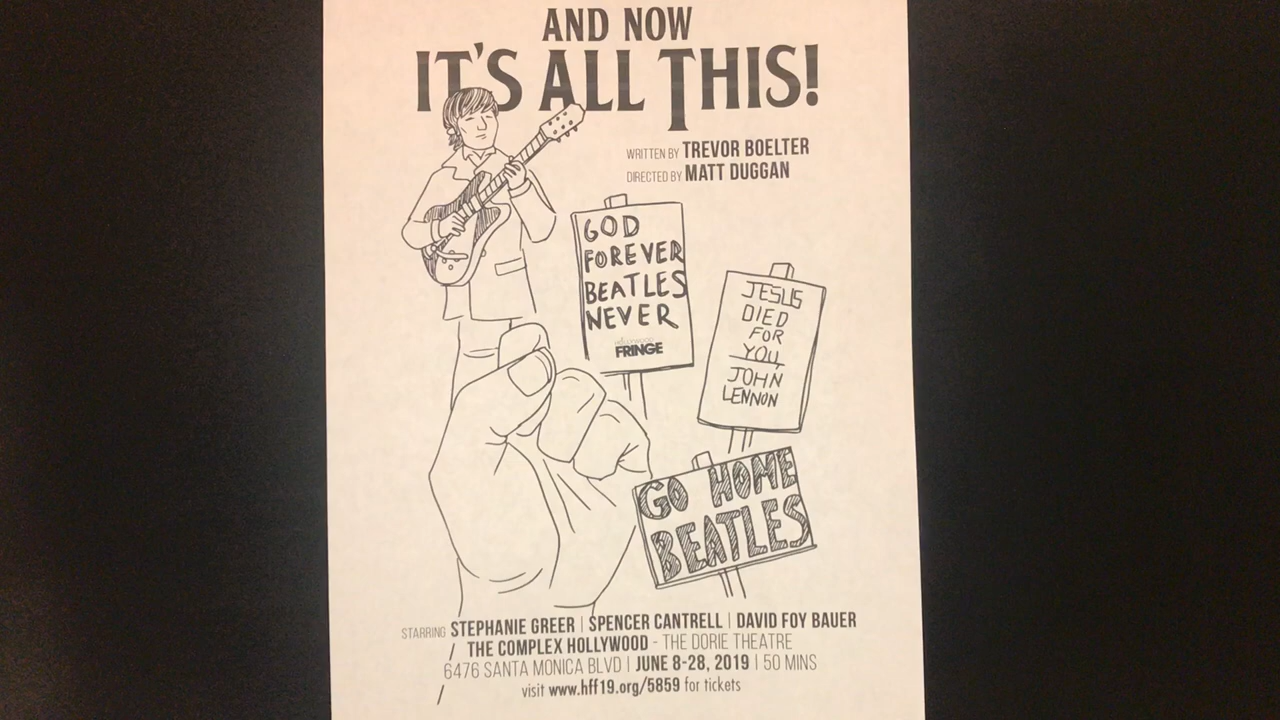 AND NOW
IT'S ALL THIS!
WRITTEN BY TREVOR BOELTER
DIRECTED BY MATT DUGGAN
GOD
FOREVER
BEATLES
NEVER
HOLLYWOOD
FRINGE
JESUS
DIED
FOR
YOU,
JOHN
LENNON
GO HOME
BEATLES
STARRING STEPHANIE GREER | SPENCER CANTRELL | DAVID FOY BAUER
THE COMPLEX HOLLYWOOD - THE DORIE THEATRE
6476 SANTA MONICA BLVD | JUNE 8-28, 2019 | 50 MINS
visit www.hff19.org/5859 for tickets